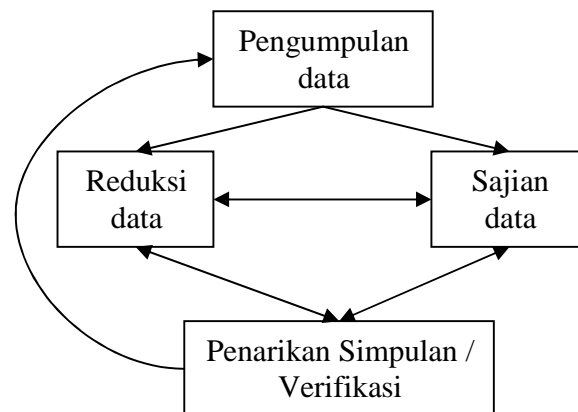 Pengumpulan
data
Reduksi
data
Sajian
data
Penarikan Simpulan /
Verifikasi